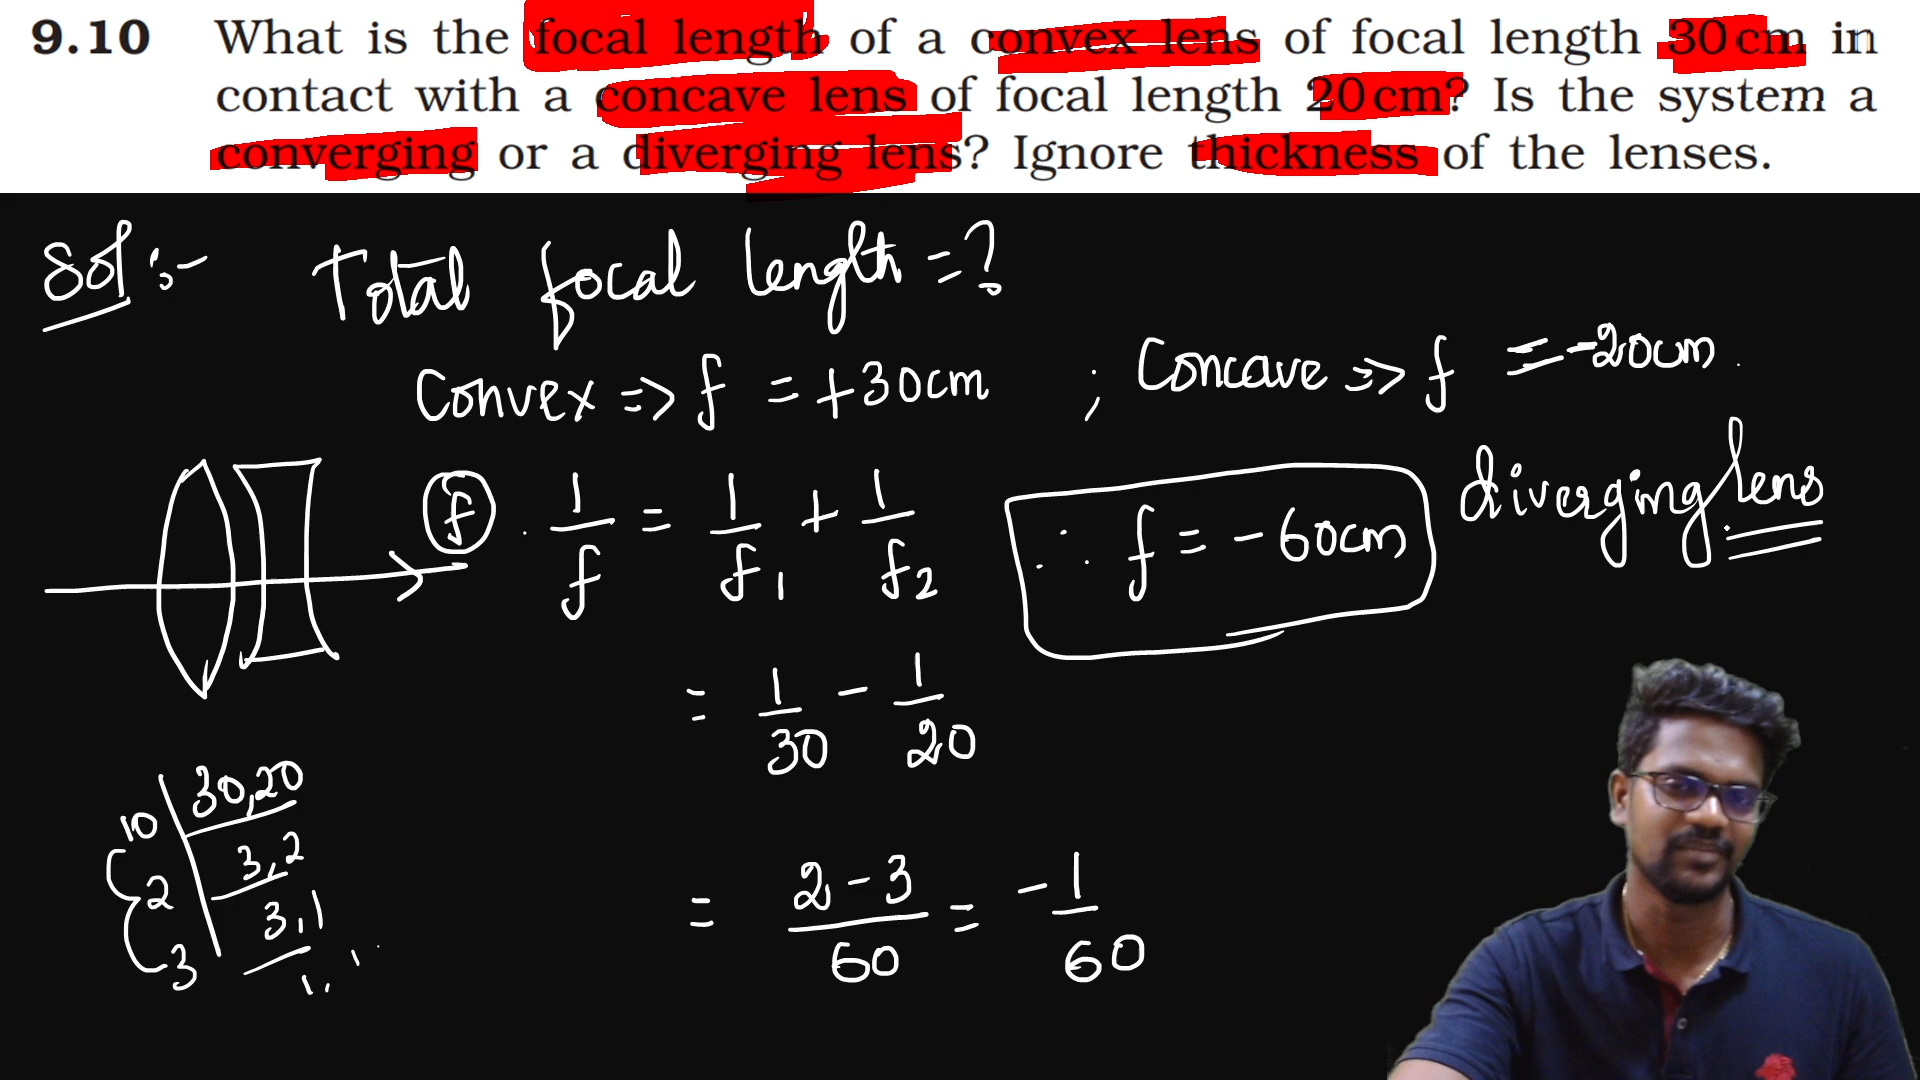 9.10 What is the focal length of a convex lens of focal length 30 cm in
contact with a concave lens of focal length 20 cm? Is the system a
converging or a diverging lens? Ignore thickness of the lenses.
Sol :- Total focal length = ?
Convex => f = +30cm ; Concave => f = -20cm.
f 1/f = 1/f1 + 1/f2
∴ f = -60cm diverging lens
= 1/30 - 1/20
= 2-3/60 = -1/60
10 | 30,20
2 | 3,2
3 | 3,1
1,1